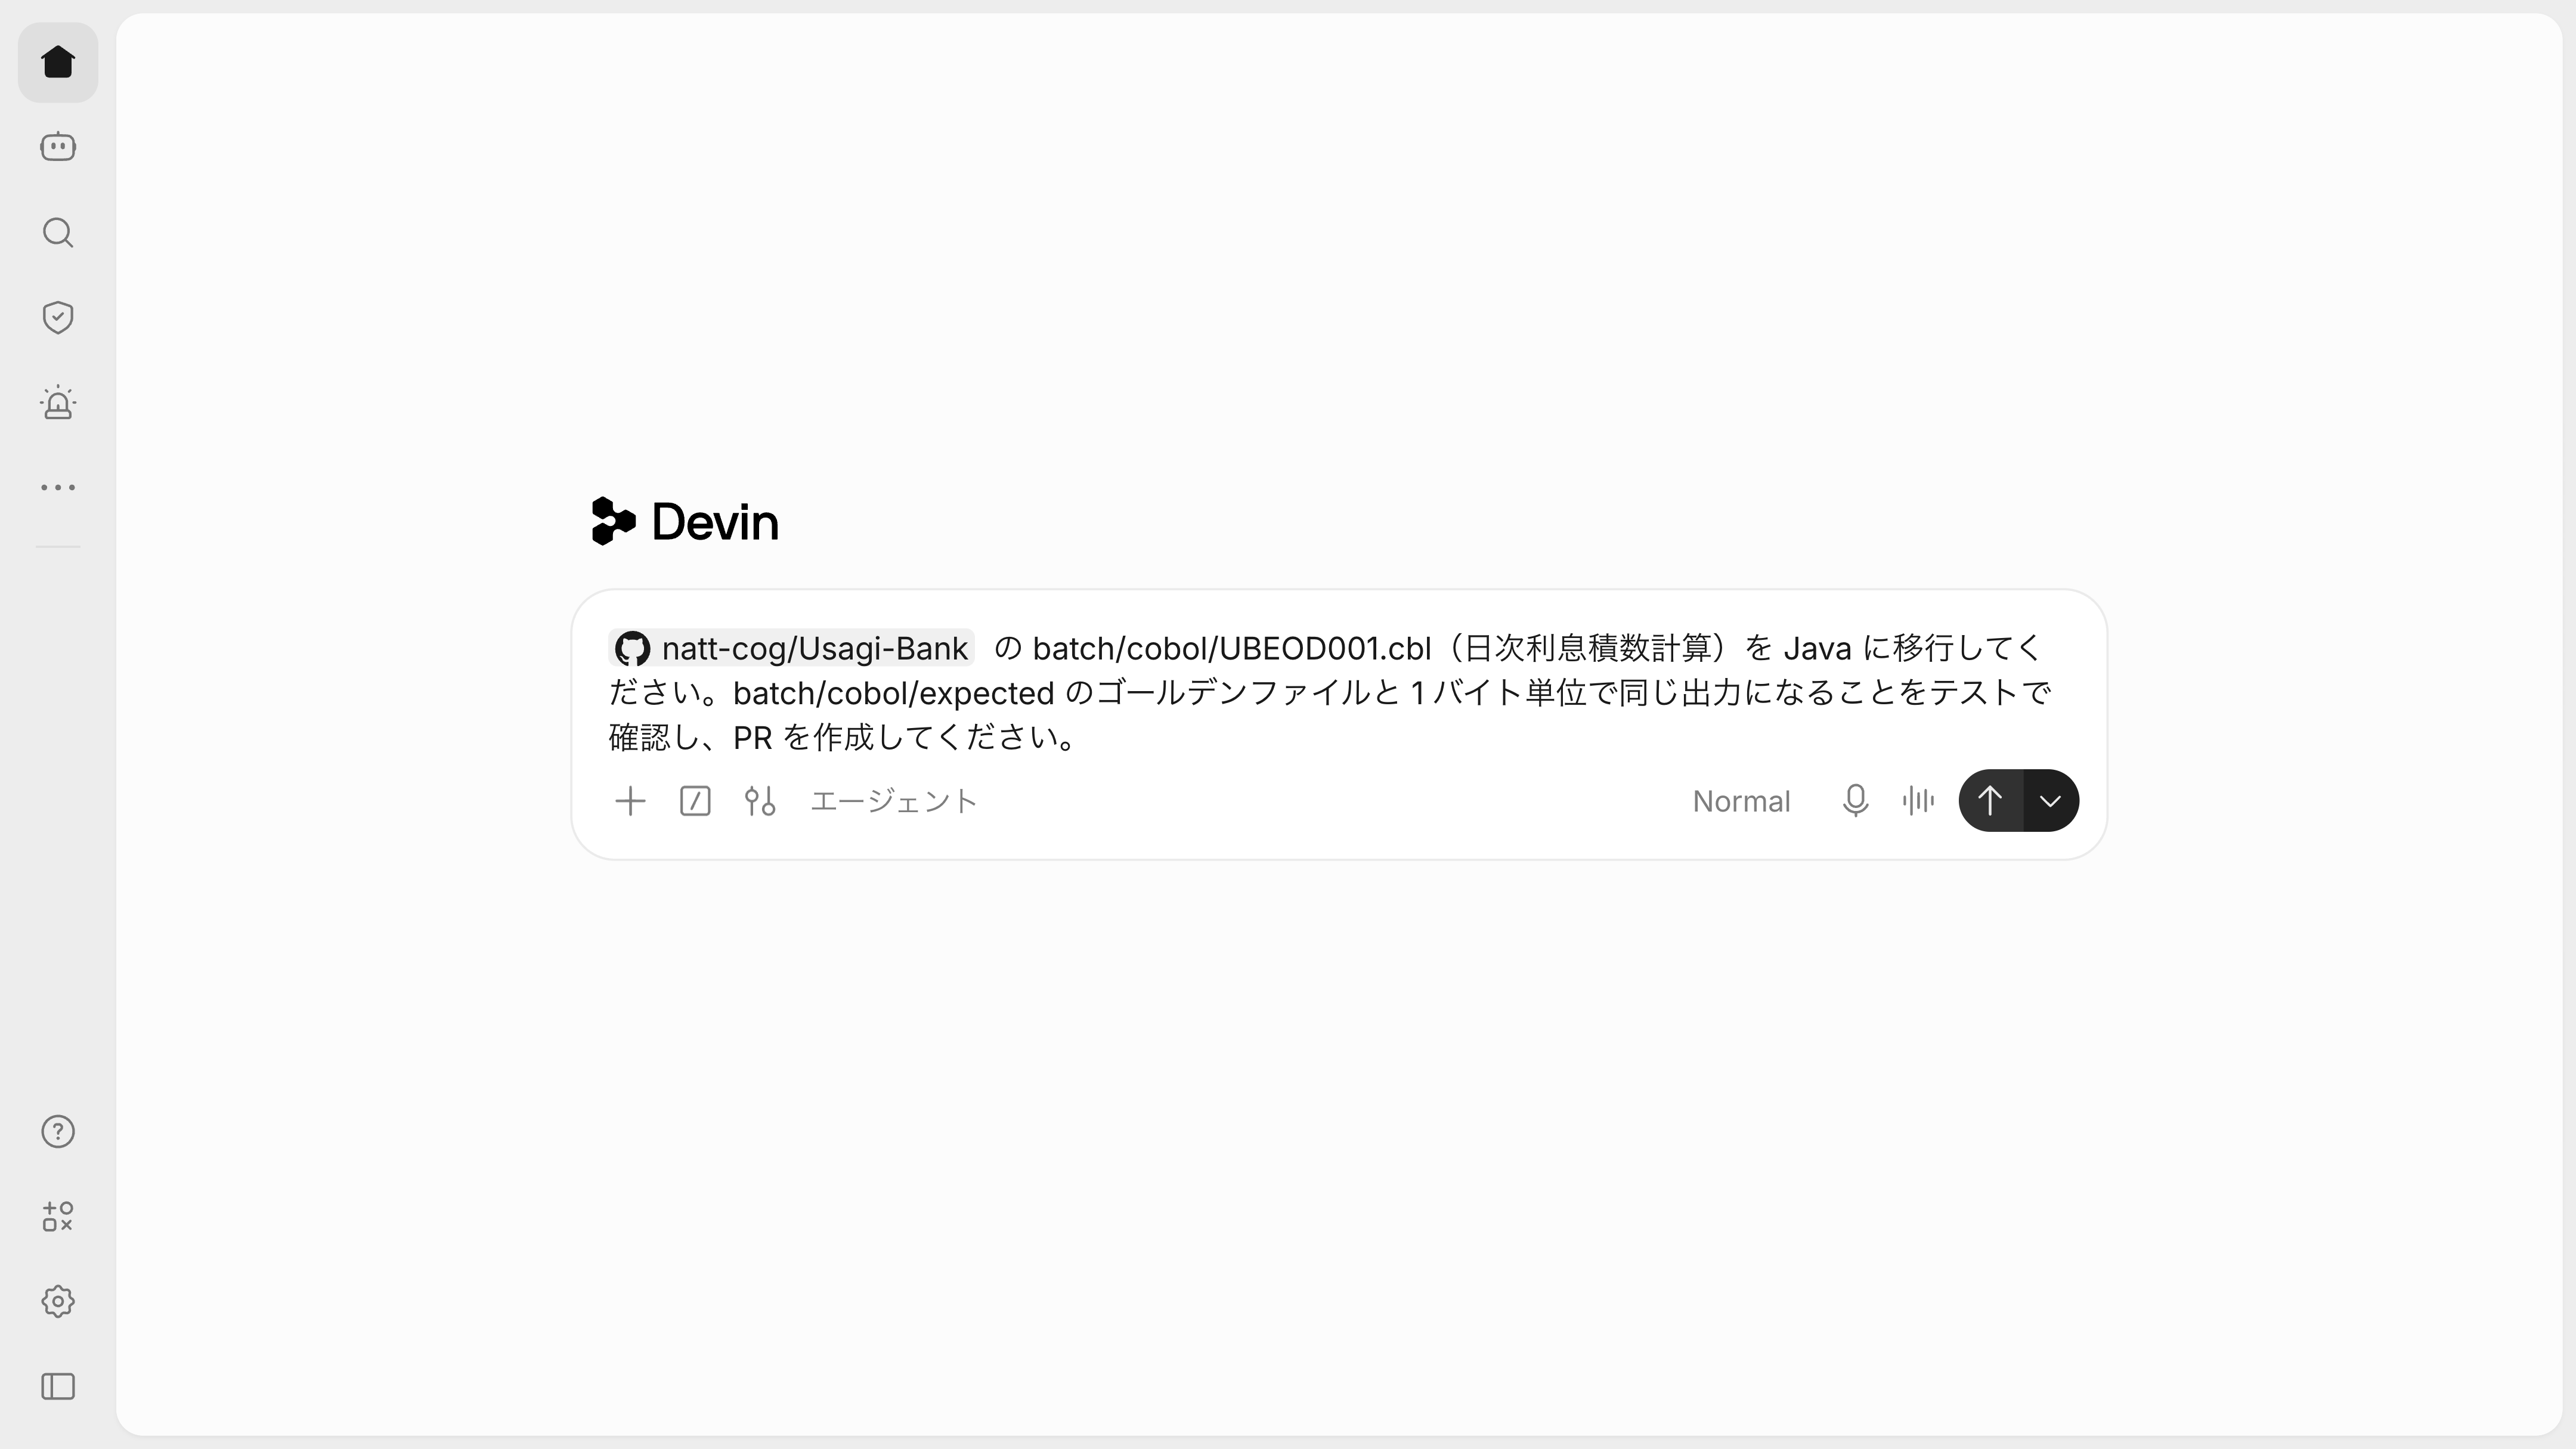 Devin
natt-cog/Usagi-Bank の batch/cobol/UBEOD001.cbl（日次利息積数計算）を Java に移行してく
ださい。batch/cobol/expected のゴールデンファイルと 1 バイト単位で同じ出力になることをテストで
確認し、PR を作成してください。
エージェント Normal